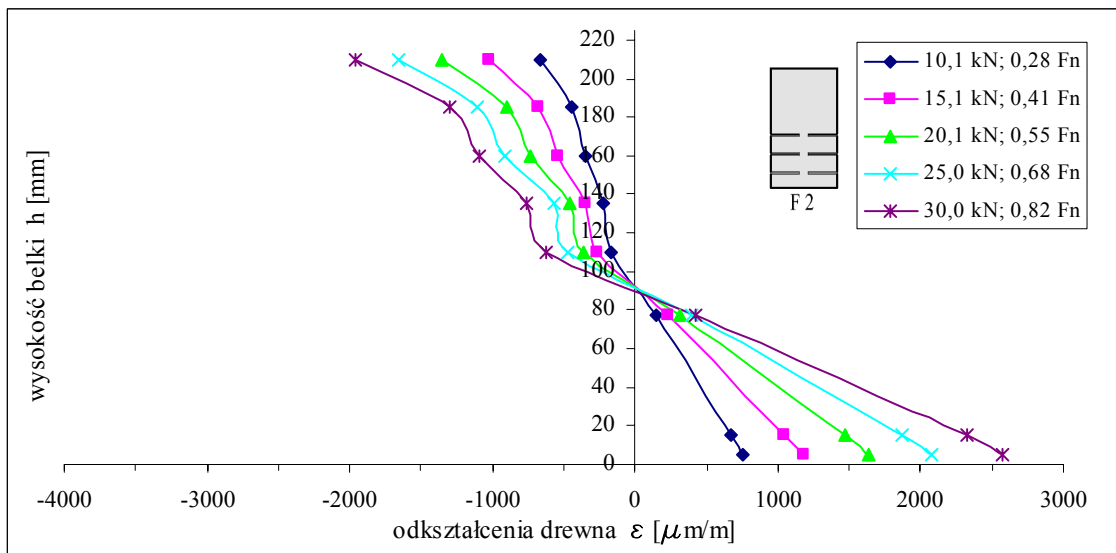 220
200
180
160
140
120
100
80
60
40
20
0
wysokość belki h [mm]
-4000
-3000
-2000
-1000
0
1000
2000
3000
odkształcenia drewna ε [μm/m]
F 2
10,1 kN; 0,28 Fn
15,1 kN; 0,41 Fn
20,1 kN; 0,55 Fn
25,0 kN; 0,68 Fn
30,0 kN; 0,82 Fn